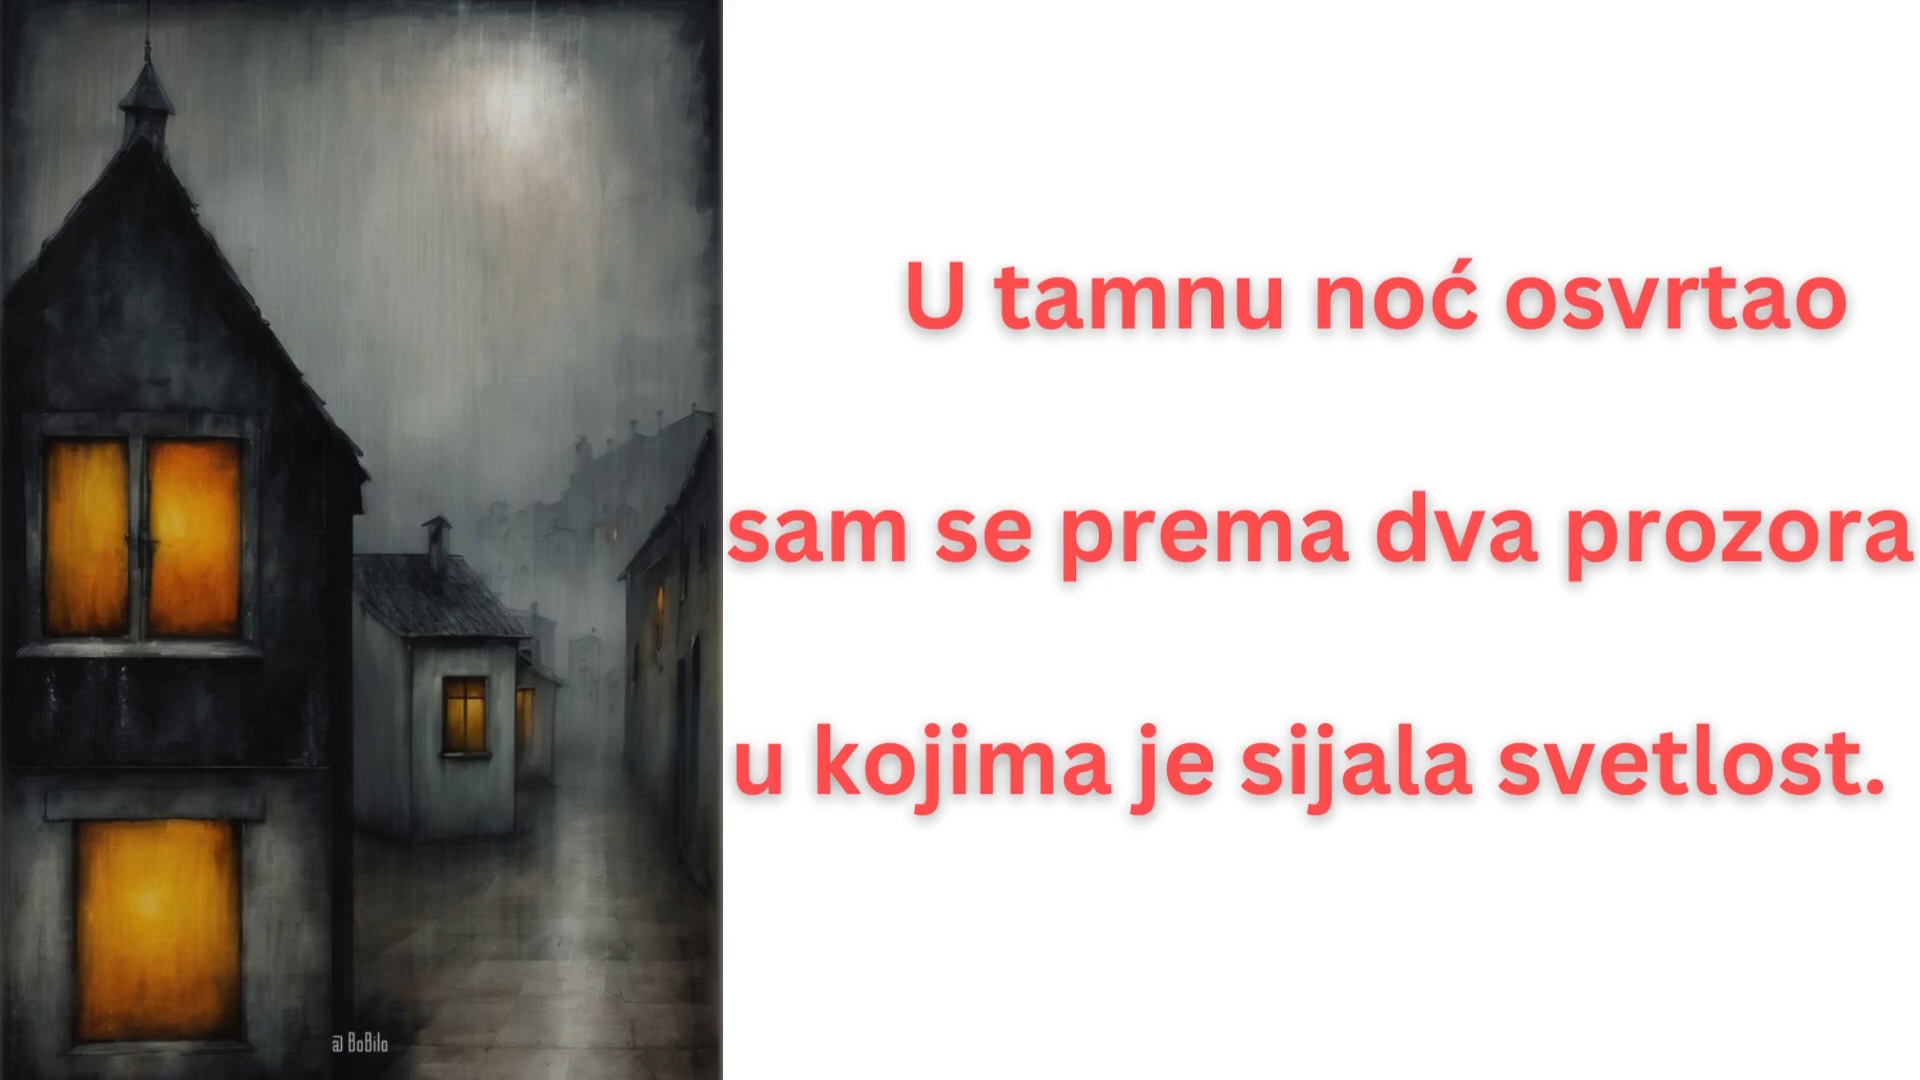 U tamnu noć osvrtao
sam se prema dva prozora
u kojima je sijala svetlost.
a) BoBilo